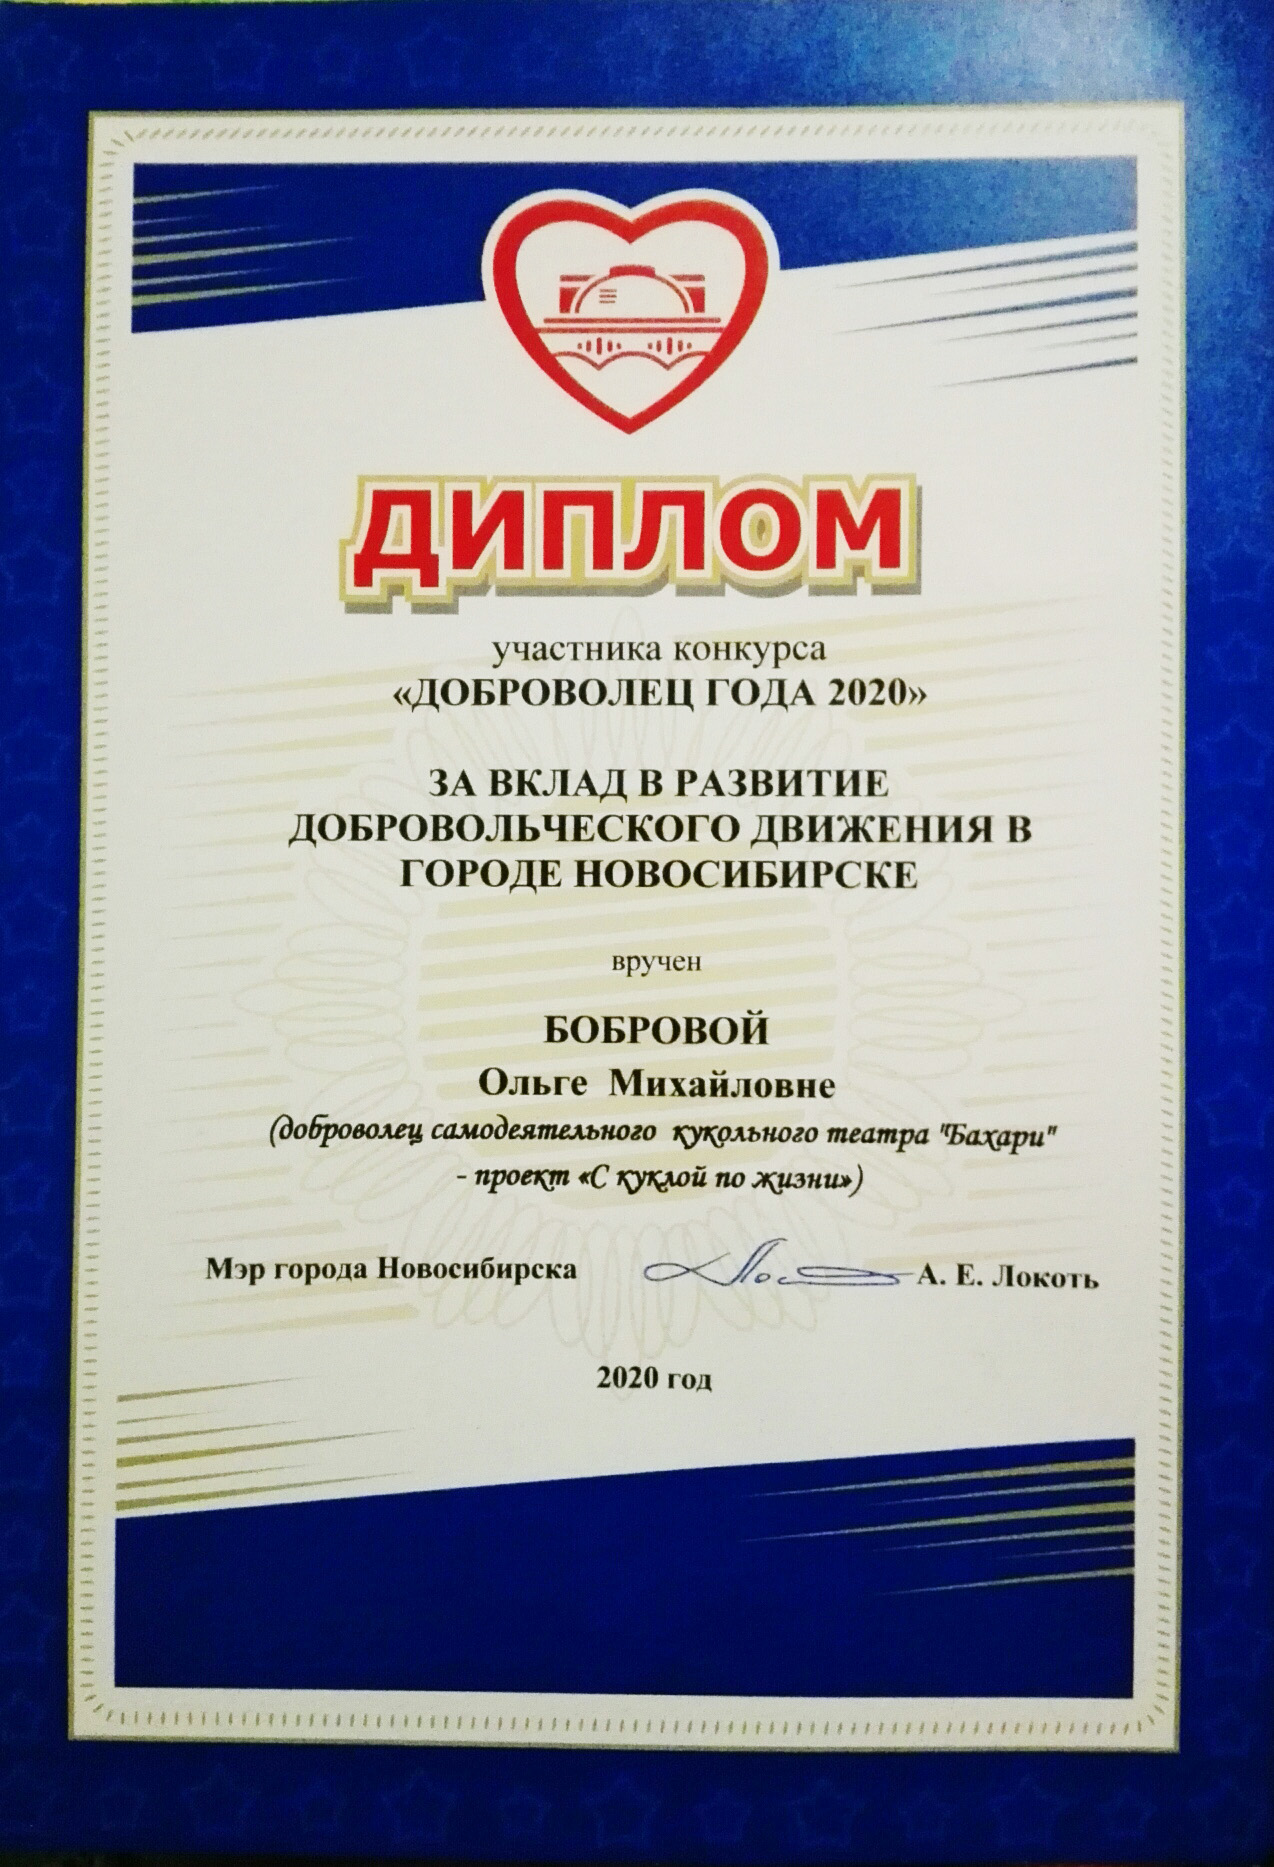 ДИПЛОМ
участника конкурса
«ДОБРОВОЛЕЦ ГОДА 2020»
ЗА ВКЛАД В РАЗВИТИЕ
ДОБРОВОЛЬЧЕСКОГО ДВИЖЕНИЯ В
ГОРОДЕ НОВОСИБИРСКЕ
вручен
БОБРОВОЙ
Ольге Михайловне
(доброволец самодеятельного кукольного театра "Бахари"
- проект «С куклой по жизни»)
Мэр города Новосибирска А. Е. Локоть
2020 год